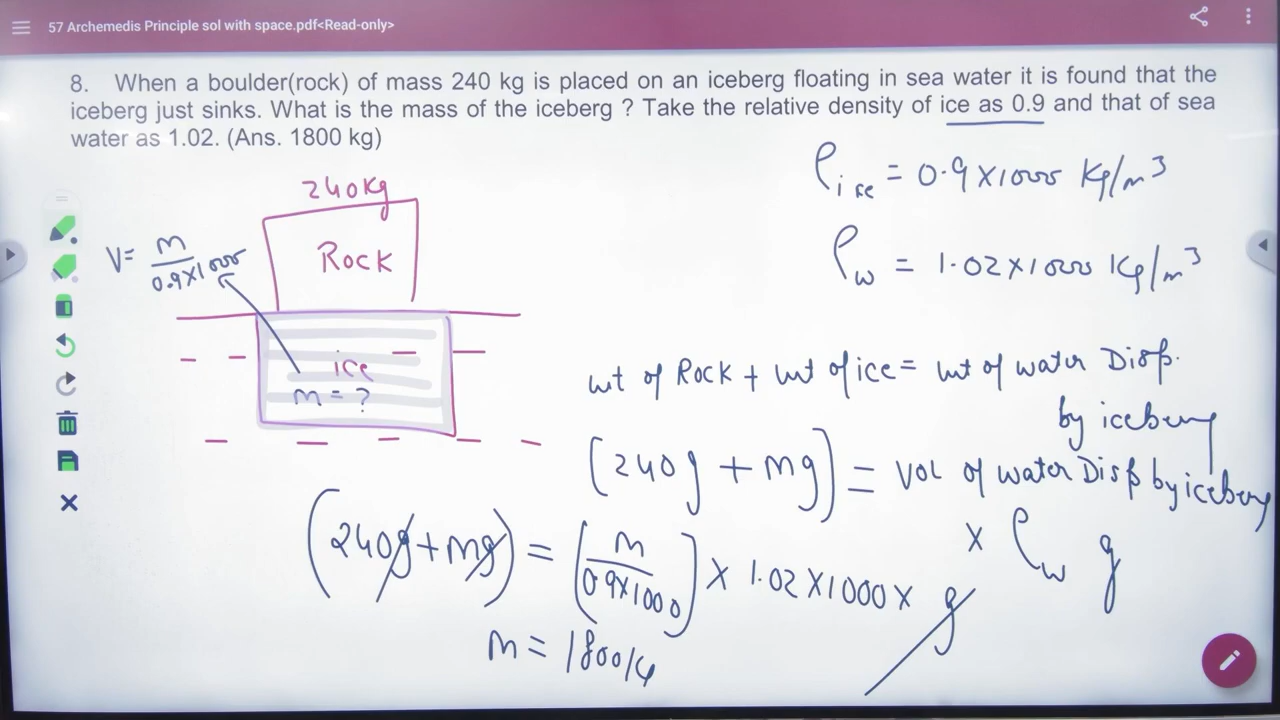 57 Archemedis Principle sol with space.pdf<Read-only>
8. When a boulder(rock) of mass 240 kg is placed on an iceberg floating in sea water it is found that the
iceberg just sinks. What is the mass of the iceberg ? Take the relative density of ice as 0.9 and that of sea
water as 1.02. (Ans. 1800 kg)
ρice = 0.9×1000 Kg/m³
240Kg
Rock
V = m/(0.9×1000)
ρw = 1.02×1000 Kg/m³
ice
m = ?
wt of Rock + wt of ice = wt of water Disp.
by iceberg
[240g + mg] = Vol of water Disp by iceberg
× ρw g
(240g + mg) = [m/(0.9×1000)] × 1.02×1000 × g
m = 1800